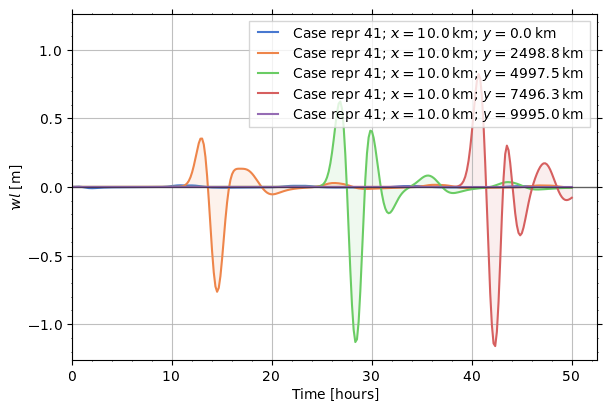 Case repr 41; x = 10.0 km; y = 0.0 km
Case repr 41; x = 10.0 km; y = 2498.8 km
Case repr 41; x = 10.0 km; y = 4997.5 km
Case repr 41; x = 10.0 km; y = 7496.3 km
Case repr 41; x = 10.0 km; y = 9995.0 km
1.0
0.5
0.0
−0.5
−1.0
wl [m]
0 10 20 30 40 50
Time [hours]